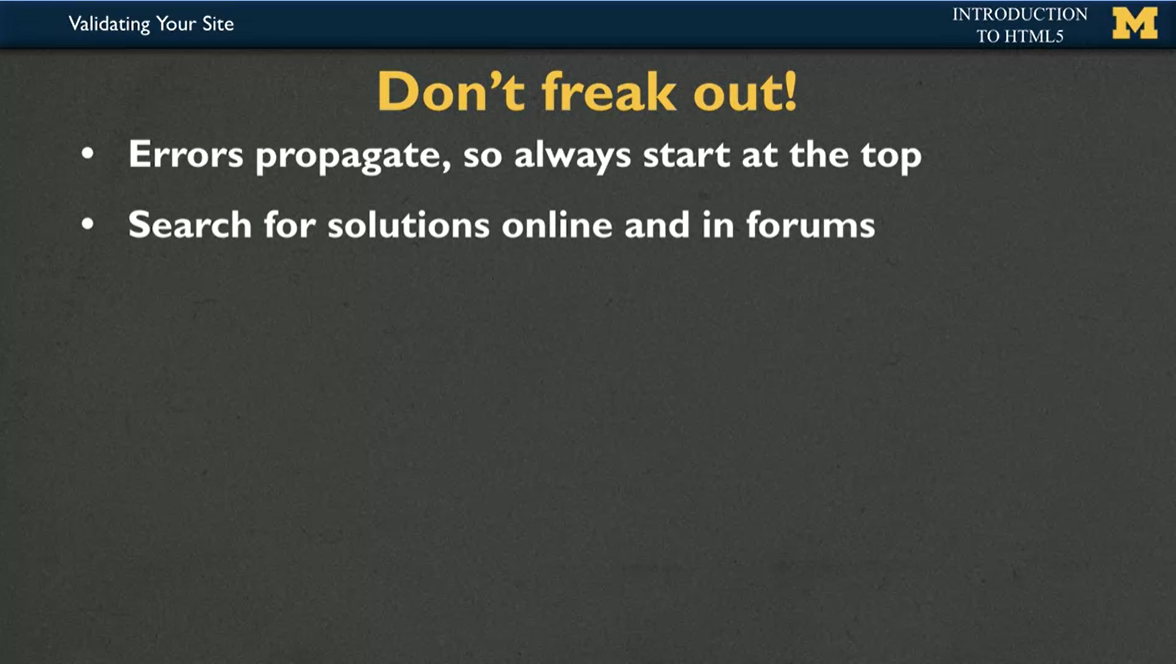 Validating Your Site
INTRODUCTION
TO HTML5
M
Don’t freak out!
• Errors propagate, so always start at the top
• Search for solutions online and in forums